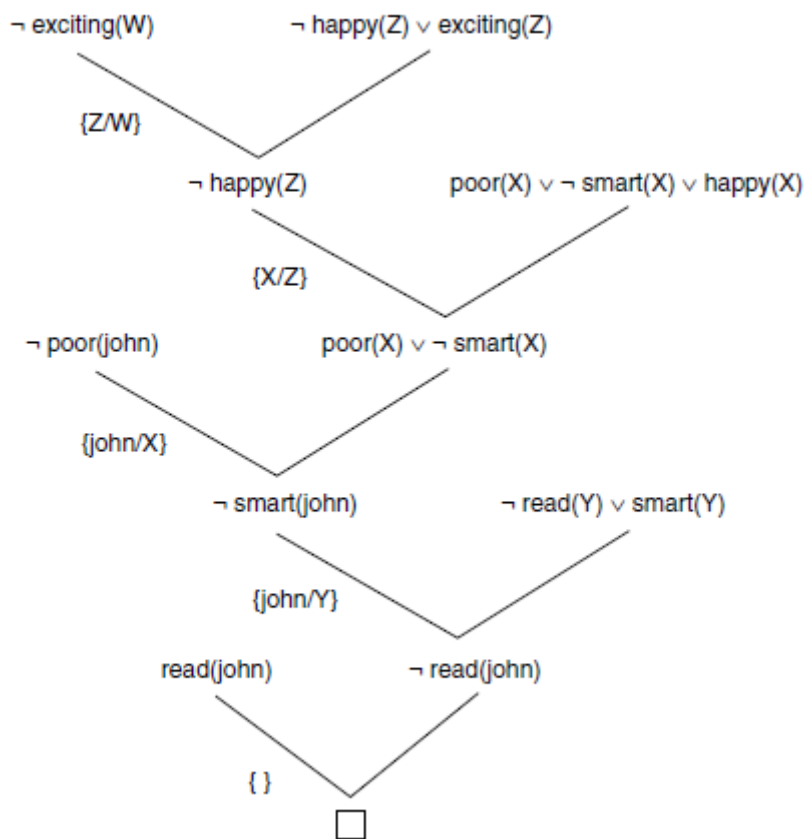 ¬ exciting(W) ¬ happy(Z) ∨ exciting(Z)
{Z/W}
¬ happy(Z) poor(X) ∨ ¬ smart(X) ∨ happy(X)
{X/Z}
¬ poor(john) poor(X) ∨ ¬ smart(X)
{john/X}
¬ smart(john) ¬ read(Y) ∨ smart(Y)
{john/Y}
read(john) ¬ read(john)
{ }